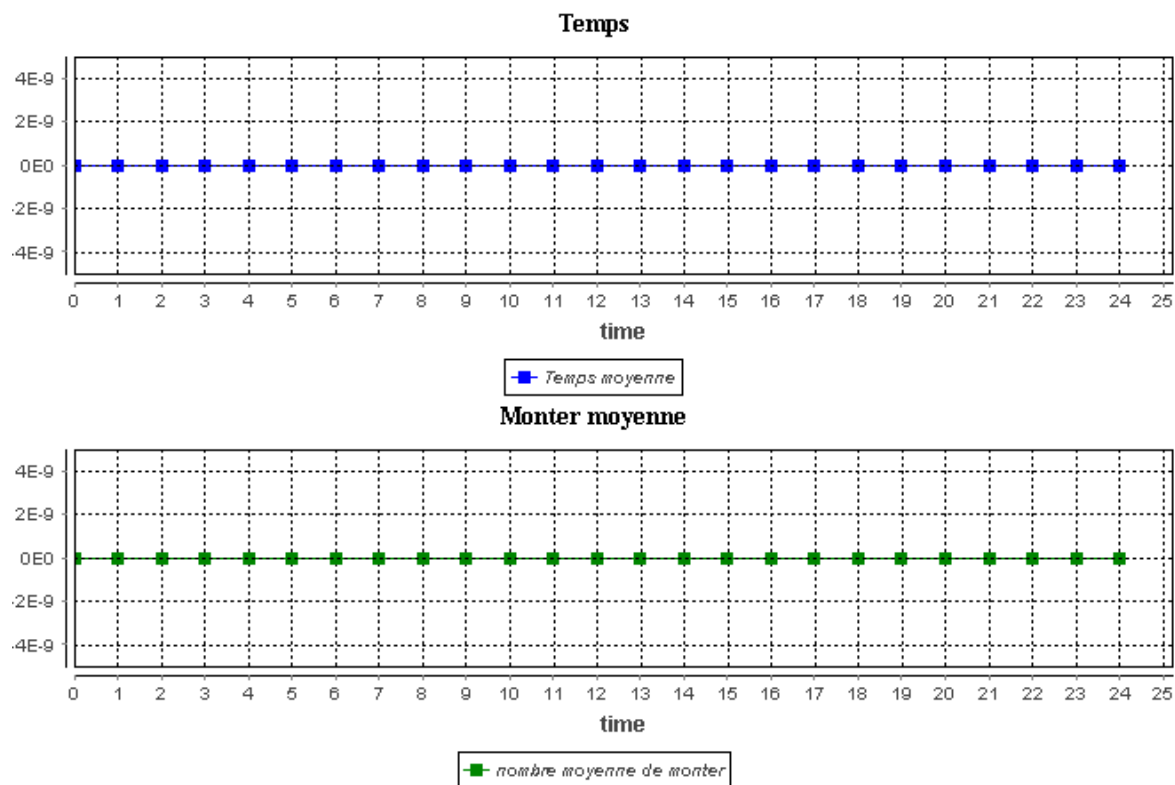 Temps
4E-9
2E-9
0E0
-2E-9
-4E-9
0 1 2 3 4 5 6 7 8 9 10 11 12 13 14 15 16 17 18 19 20 21 22 23 24 25
time
Temps moyenne
Monter moyenne
4E-9
2E-9
0E0
-2E-9
-4E-9
0 1 2 3 4 5 6 7 8 9 10 11 12 13 14 15 16 17 18 19 20 21 22 23 24 25
time
nombre moyenne de monter